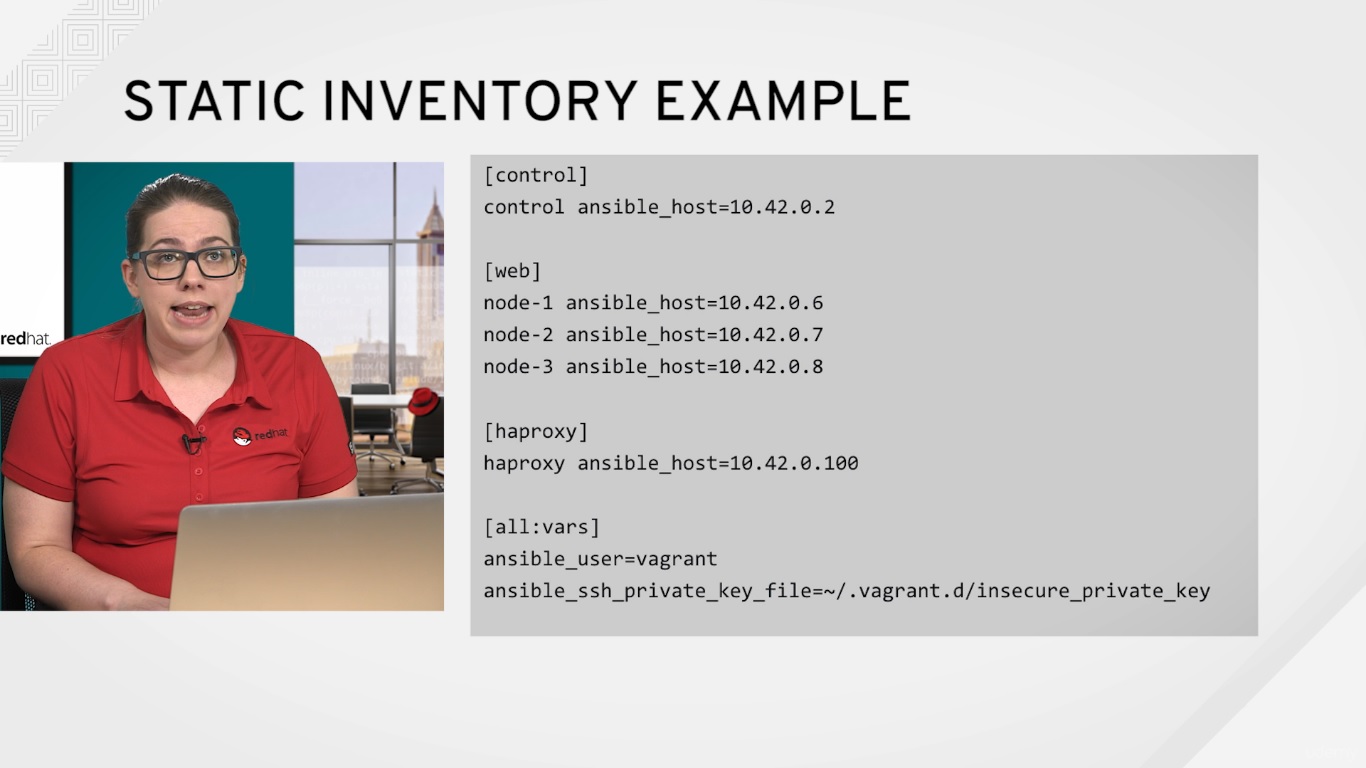 STATIC INVENTORY EXAMPLE
redhat.
redhat.
[control]
control ansible_host=10.42.0.2
[web]
node-1 ansible_host=10.42.0.6
node-2 ansible_host=10.42.0.7
node-3 ansible_host=10.42.0.8
[haproxy]
haproxy ansible_host=10.42.0.100
[all:vars]
ansible_user=vagrant
ansible_ssh_private_key_file=~/.vagrant.d/insecure_private_key